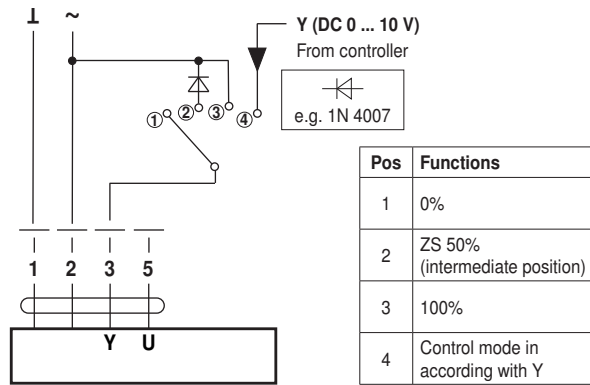 ⊥ ~
Y (DC 0 ... 10 V)
From controller
e.g. 1N 4007
① ② ③ ④
Pos Functions
1 0%
2 ZS 50%
(intermediate position)
3 100%
4 Control mode in
according with Y
1 2 3 5
Y U